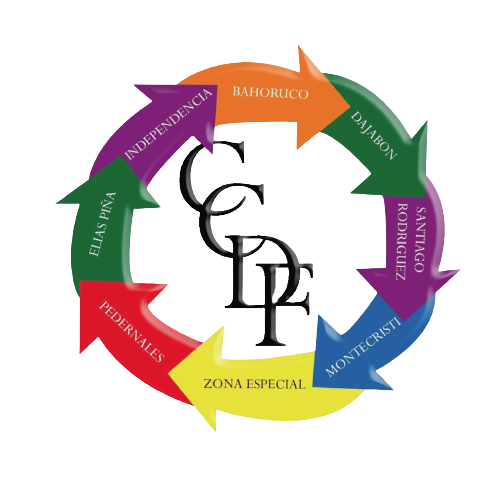 BAHORUCO
DAJABON
SANTIAGO
RODRIGUEZ
MONTECRISTI
ZONA ESPECIAL
PEDERNALES
ELIAS PIÑA
INDEPENDENCIA
CCDF